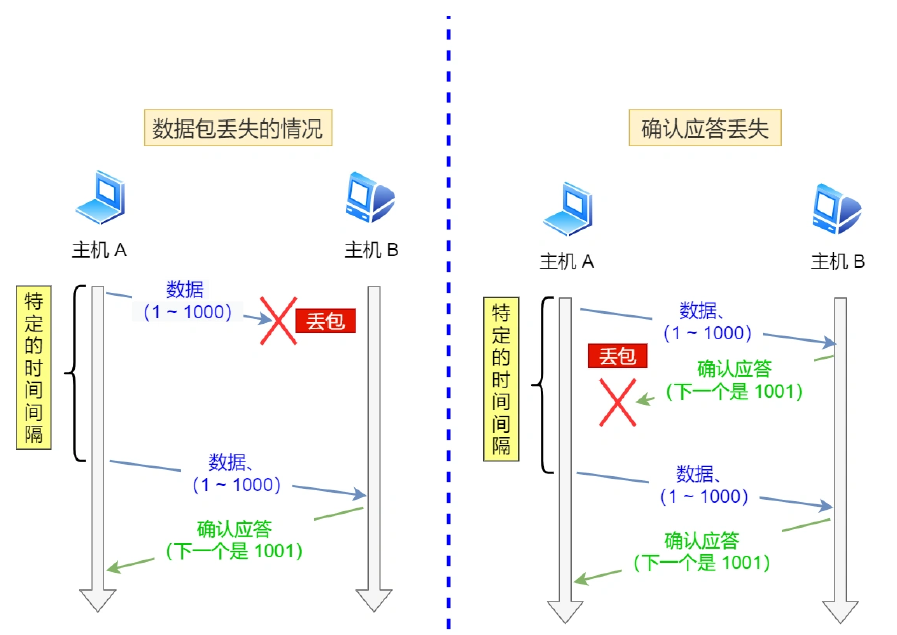 数据包丢失的情况
主机 A
主机 B
特定的时间间隔
数据
(1 ~ 1000)
丢包
数据、
(1 ~ 1000)
确认应答
(下一个是 1001)
确认应答丢失
主机 A
主机 B
特定的时间间隔
数据、
(1 ~ 1000)
丢包
确认应答
(下一个是 1001)
数据、
(1 ~ 1000)
确认应答
(下一个是 1001)